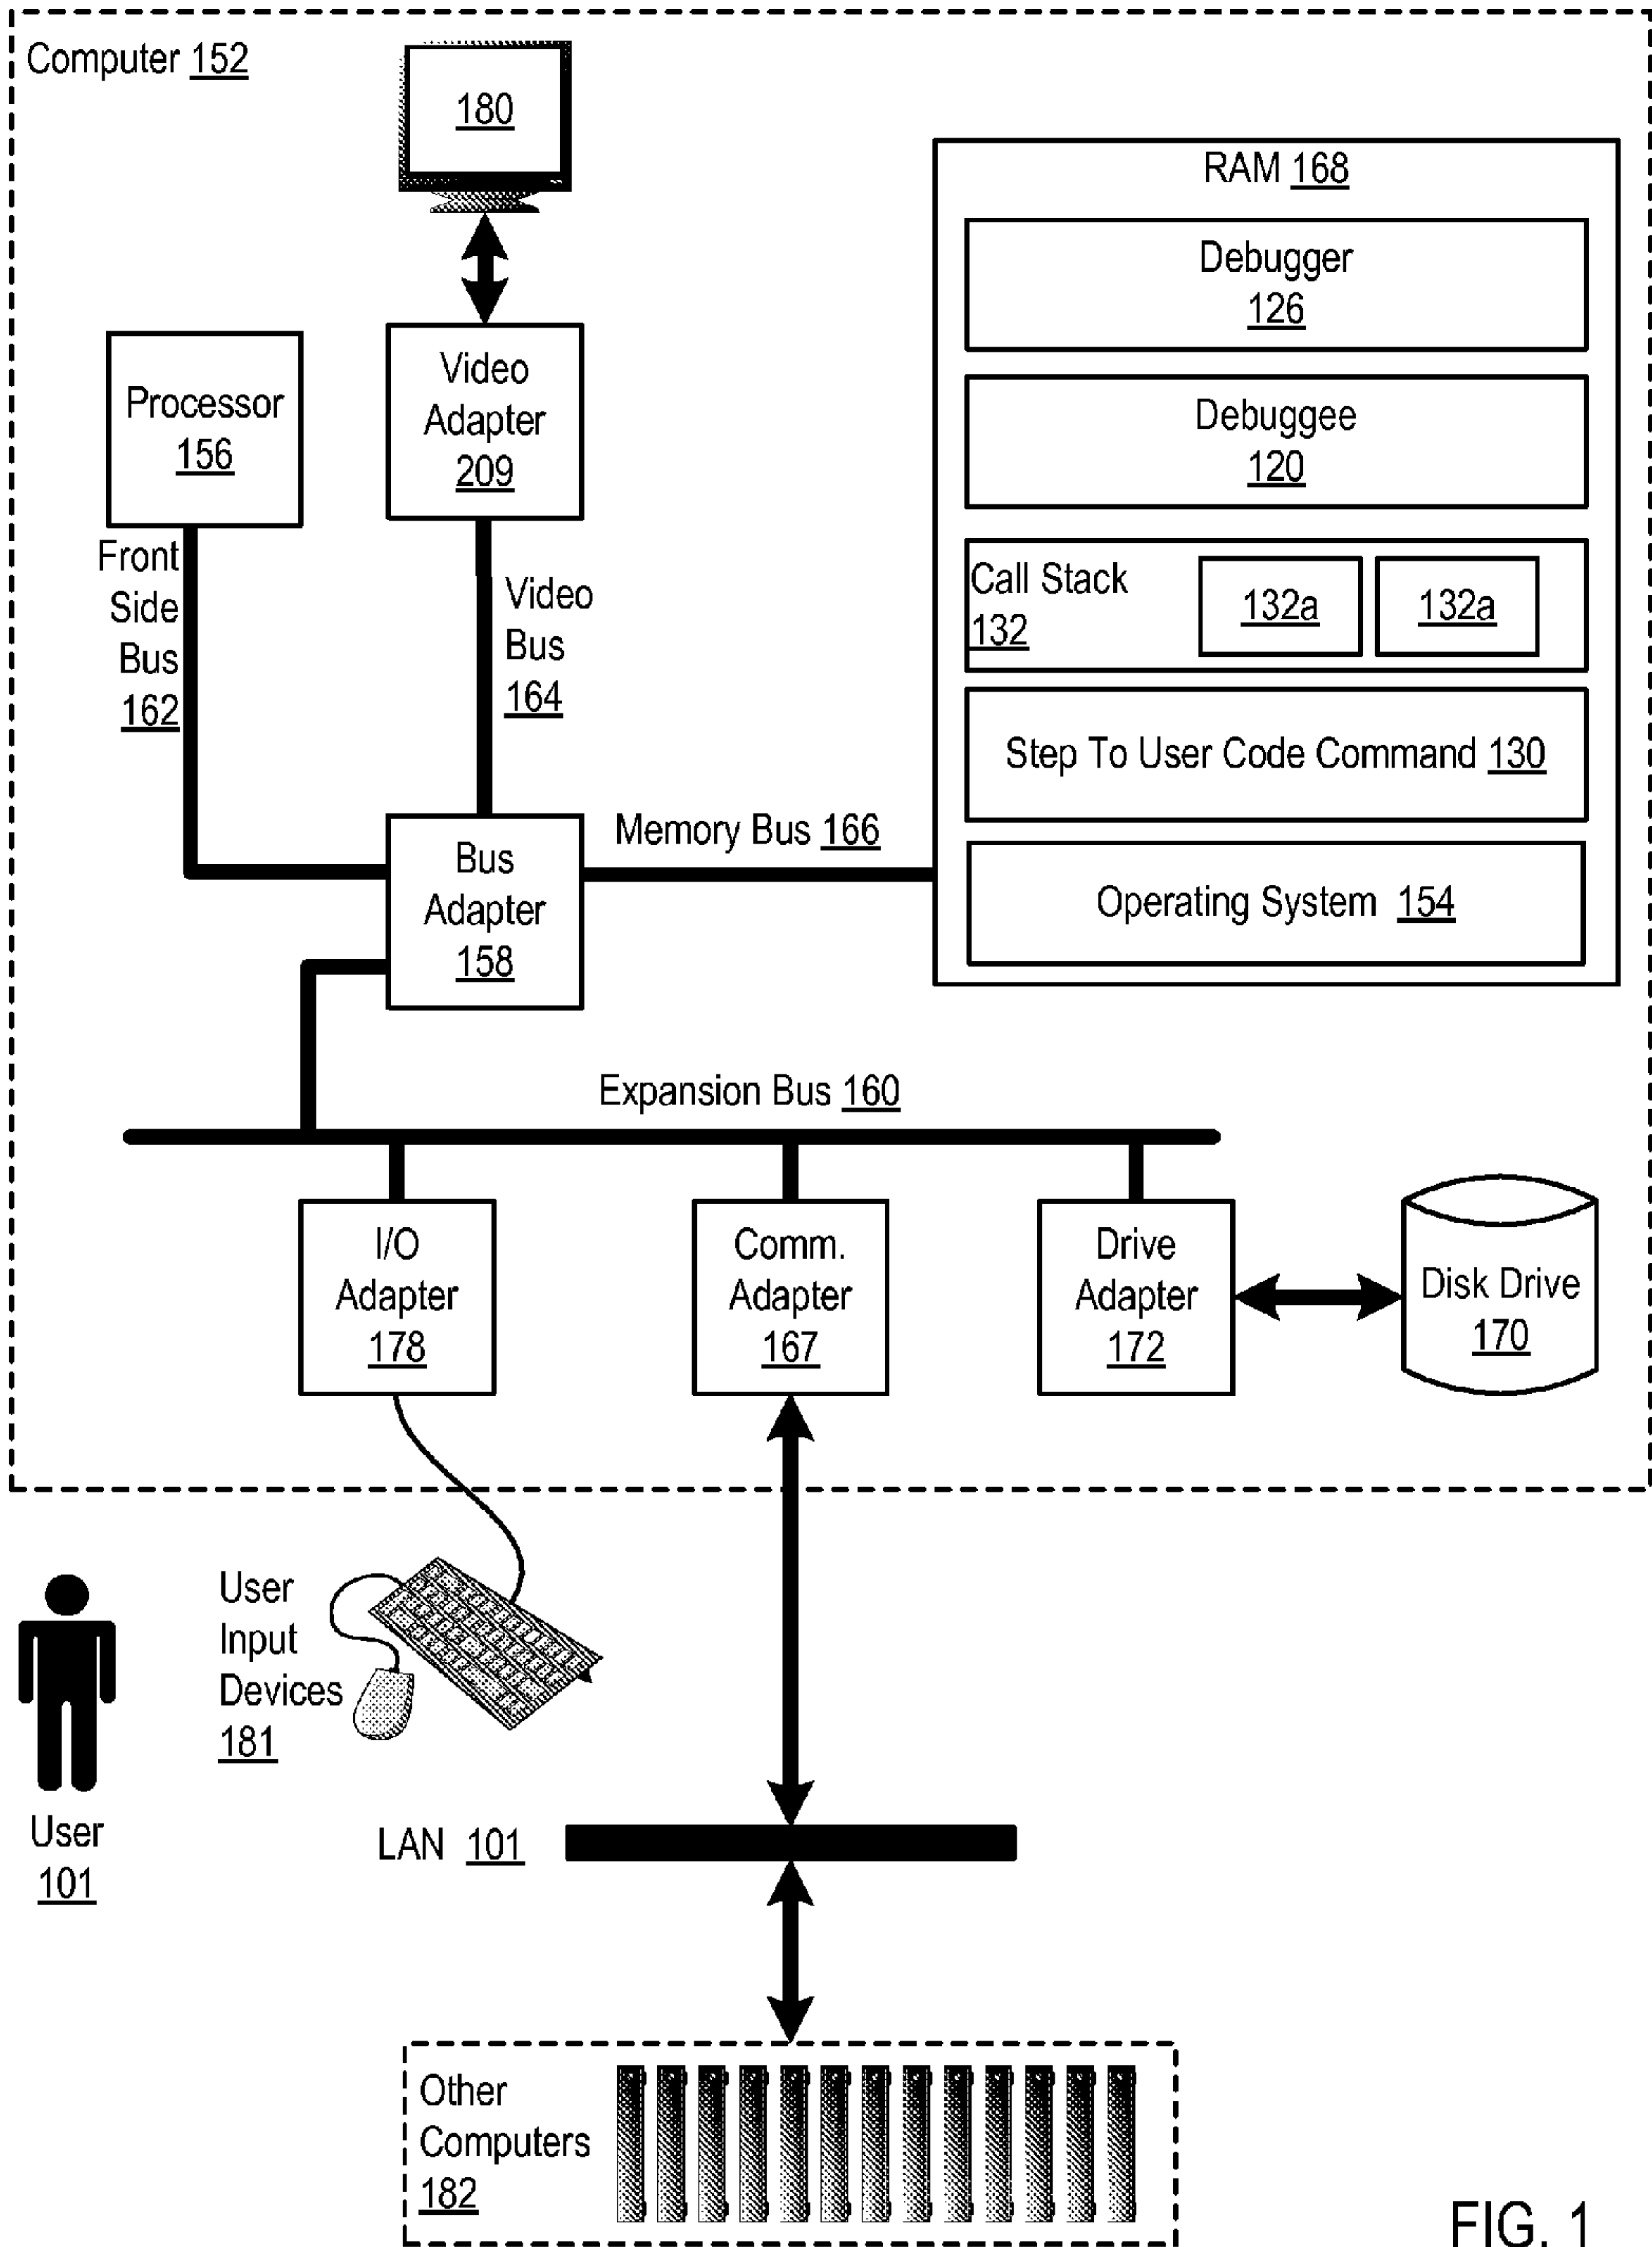 Computer 152
180
RAM 168
Debugger
126
Debuggee
120
Call Stack
132
132a
132a
Step To User Code Command 130
Operating System 154
Processor
156
Video
Adapter
209
Front
Side
Bus
162
Video
Bus
164
Bus
Adapter
158
Memory Bus 166
Expansion Bus 160
I/O
Adapter
178
Comm.
Adapter
167
Drive
Adapter
172
Disk Drive
170
User
Input
Devices
181
User
101
LAN 101
Other
Computers
182
FIG. 1